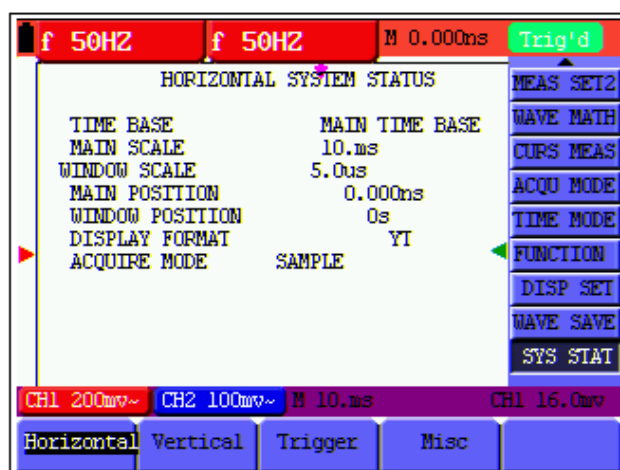 f 50HZ f 50HZ M 0.000ns Trig'd
HORIZONTAL SYSTEM STATUS
TIME BASE MAIN TIME BASE
MAIN SCALE 10.ms
WINDOW SCALE 5.0us
MAIN POSITION 0.000ns
WINDOW POSITION 0s
DISPLAY FORMAT YT
ACQUIRE MODE SAMPLE
MEAS SET2
WAVE MATH
CURS MEAS
ACQU MODE
TIME MODE
FUNCTION
DISP SET
WAVE SAVE
SYS STAT
CH1 200mv~ CH2 100mv~ M 10.ms CH1 16.0mv
Horizontal Vertical Trigger Misc